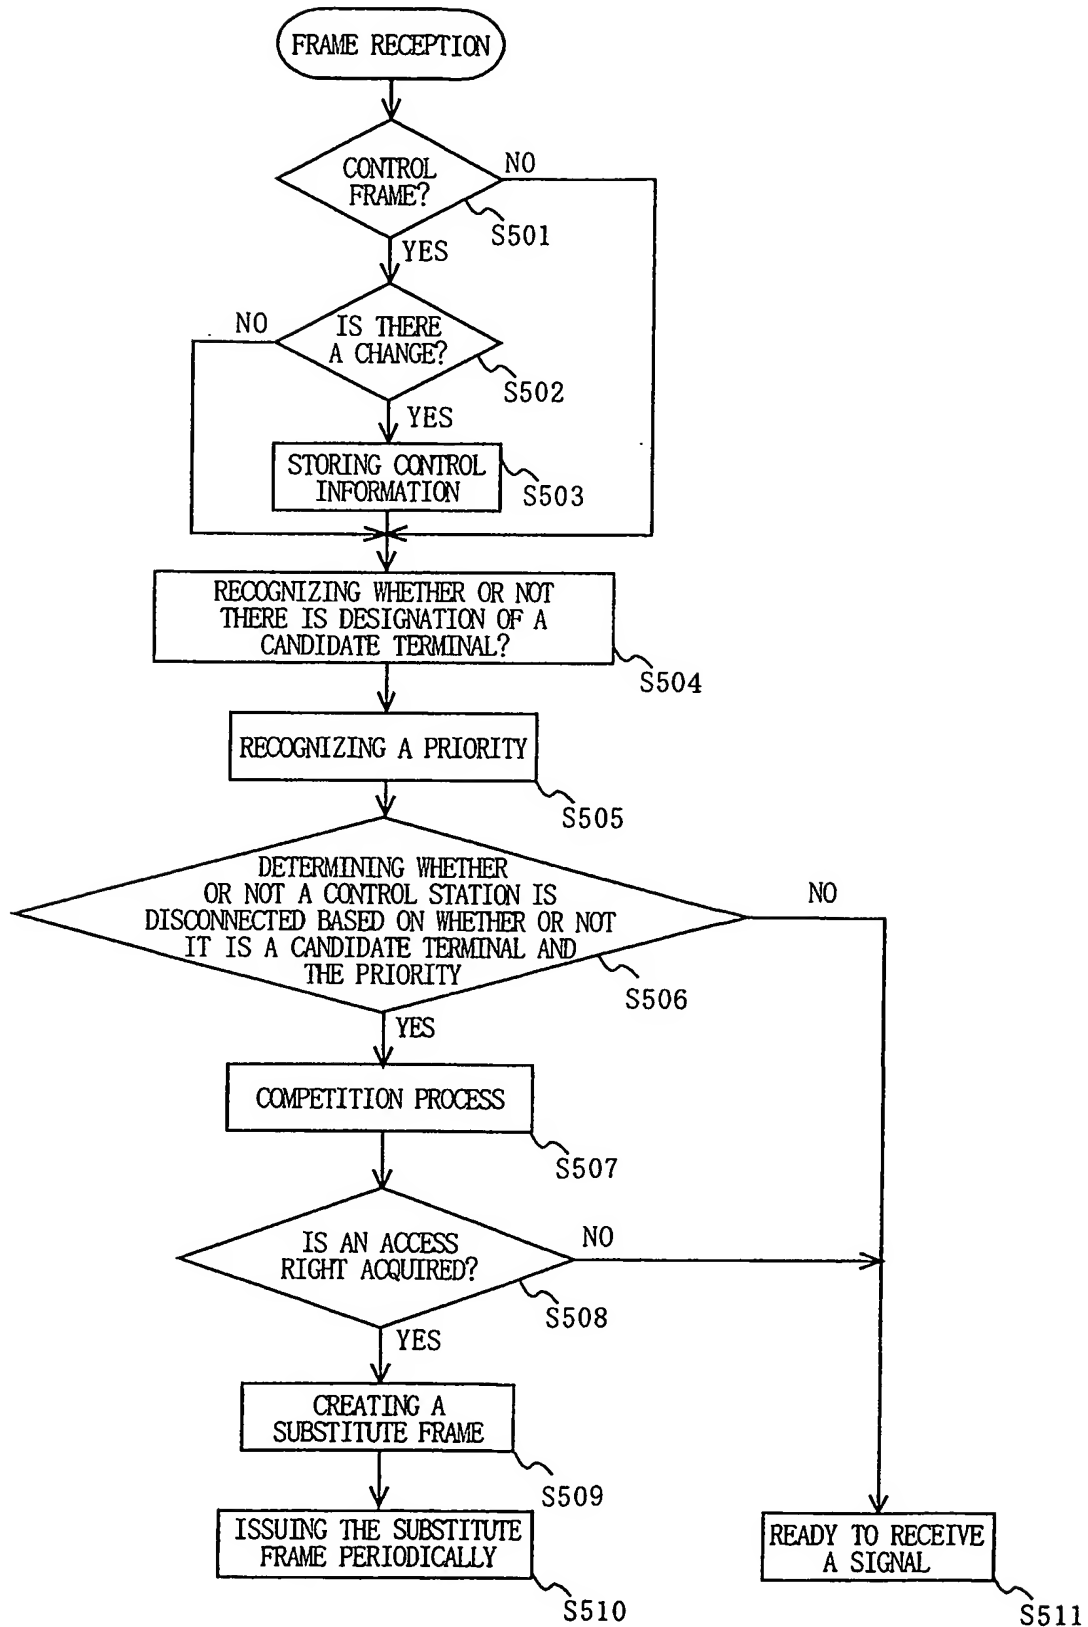 FRAME RECEPTION
CONTROL
FRAME?
NO
S501
YES
IS THERE
A CHANGE?
NO
S502
YES
STORING CONTROL
INFORMATION
S503
RECOGNIZING WHETHER OR NOT
THERE IS DESIGNATION OF A
CANDIDATE TERMINAL?
S504
RECOGNIZING A PRIORITY
S505
DETERMINING WHETHER
OR NOT A CONTROL STATION IS
DISCONNECTED BASED ON WHETHER OR NOT
IT IS A CANDIDATE TERMINAL AND
THE PRIORITY
NO
S506
YES
COMPETITION PROCESS
S507
IS AN ACCESS
RIGHT ACQUIRED?
NO
S508
YES
CREATING A
SUBSTITUTE FRAME
S509
ISSUING THE SUBSTITUTE
FRAME PERIODICALLY
S510
READY TO RECEIVE
A SIGNAL
S511